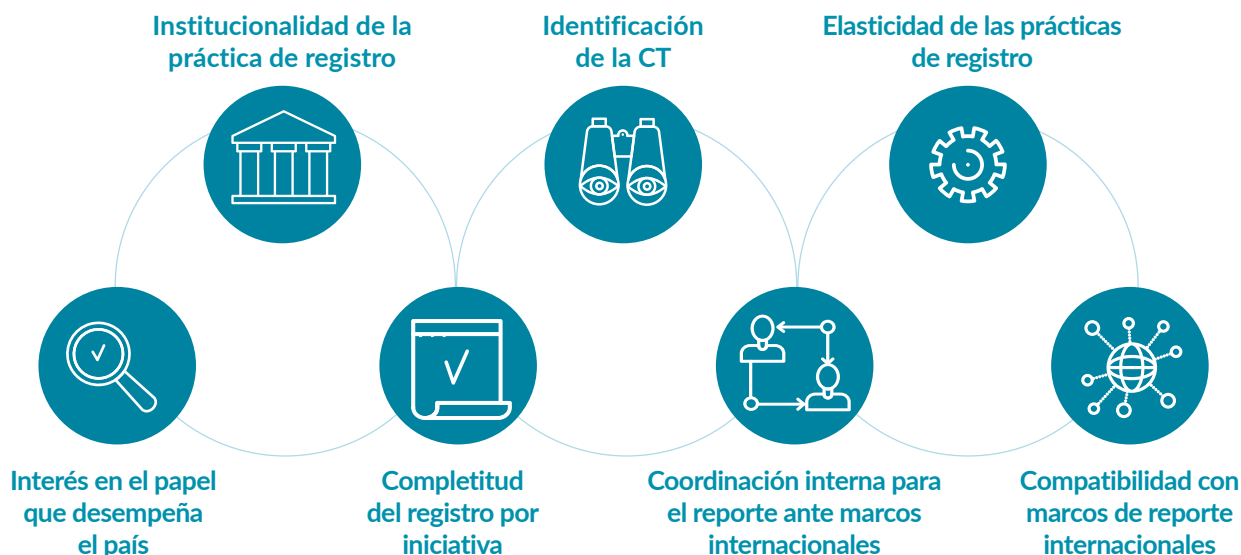 Institucionalidad de la
práctica de registro
Identificación
de la CT
Elasticidad de las prácticas
de registro
Interés en el papel
que desempeña
el país
Completitud
del registro por
iniciativa
Coordinación interna para
el reporte ante marcos
internacionales
Compatibilidad con
marcos de reporte
internacionales